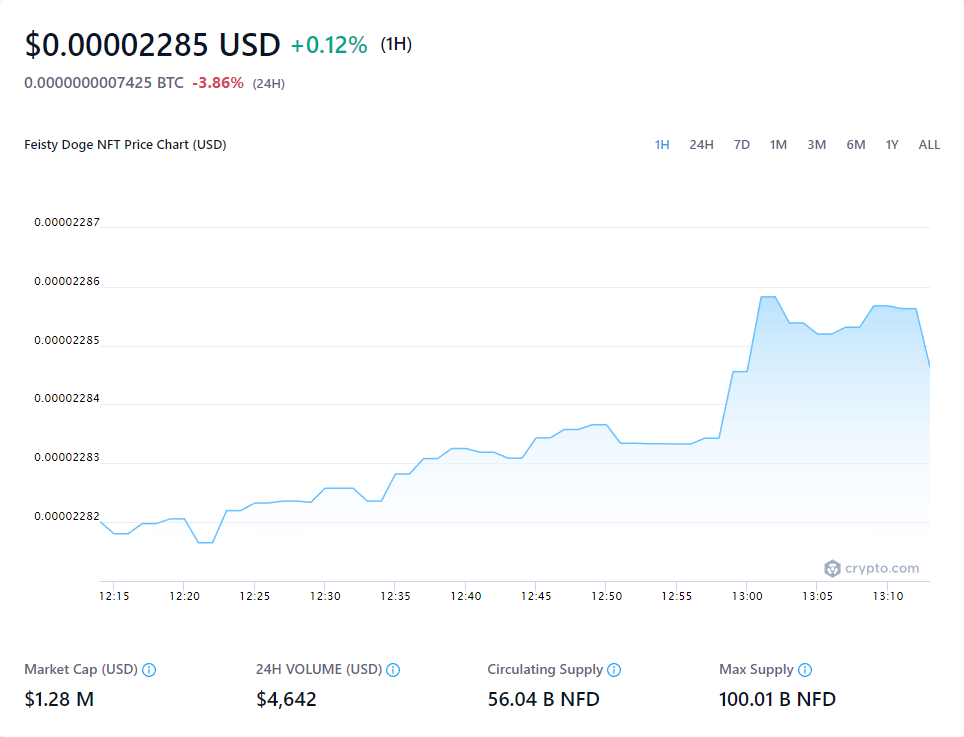 $0.00002285 USD +0.12% (1H)
0.0000000007425 BTC -3.86% (24H)
Feisty Doge NFT Price Chart (USD) 1H 24H 7D 1M 3M 6M 1Y ALL
0.00002287
0.00002286
0.00002285
0.00002284
0.00002283
0.00002282
crypto.com
12:15 12:20 12:25 12:30 12:35 12:40 12:45 12:50 12:55 13:00 13:05 13:10
Market Cap (USD) 24H VOLUME (USD) Circulating Supply Max Supply
$1.28 M $4,642 56.04 B NFD 100.01 B NFD